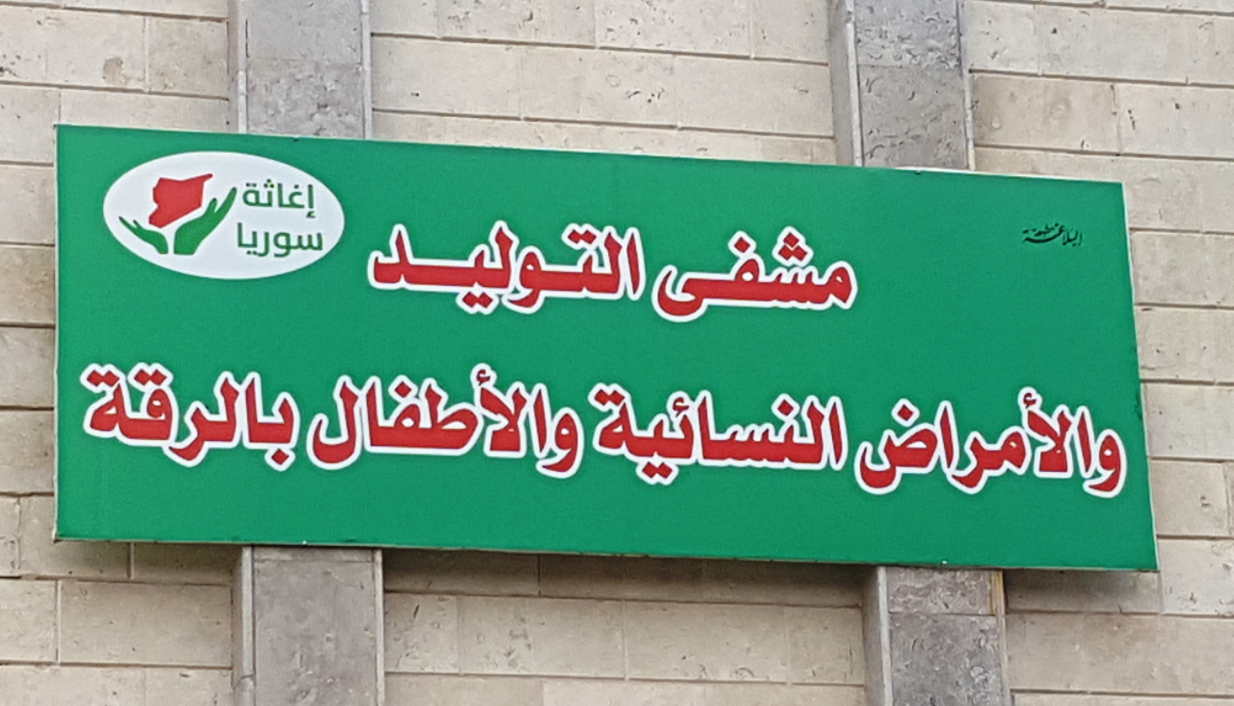 إغاثة
سوريا
مشفى التوليد
والأمراض النسائية والأطفال بالرقة